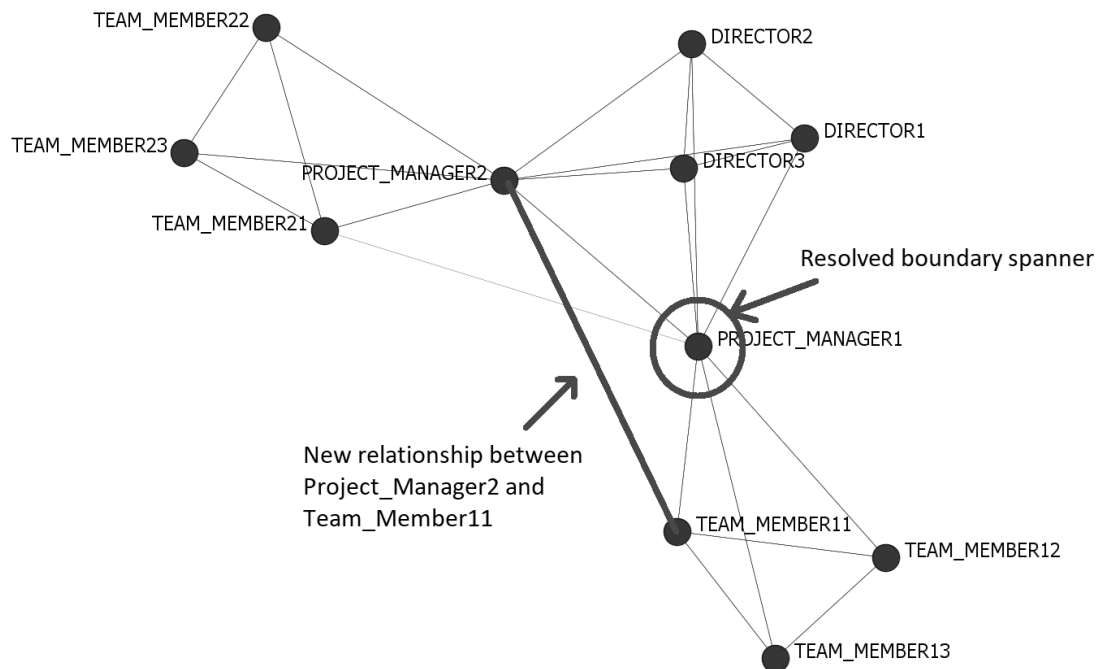 TEAM_MEMBER22
DIRECTOR2
DIRECTOR1
TEAM_MEMBER23
DIRECTOR3
PROJECT_MANAGER2
TEAM_MEMBER21
Resolved boundary spanner
PROJECT_MANAGER1
New relationship between
Project_Manager2 and
Team_Member11
TEAM_MEMBER11
TEAM_MEMBER12
TEAM_MEMBER13